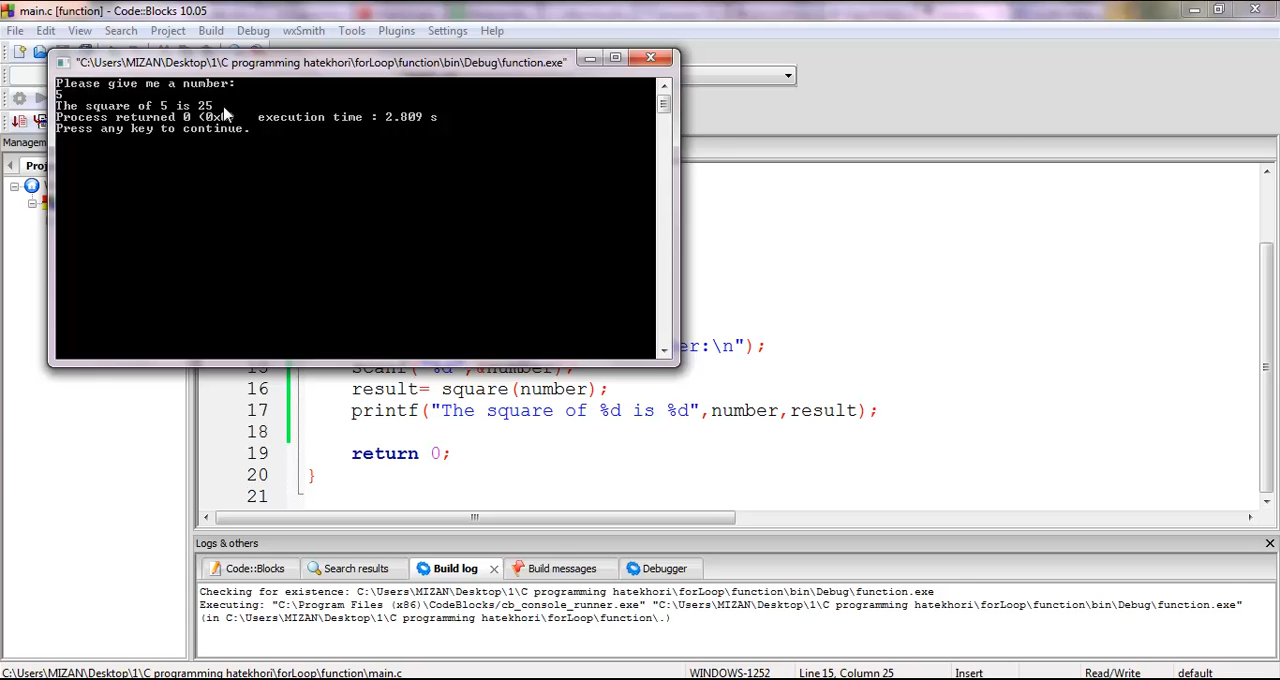 main.c [function] - Code::Blocks 10.05
File Edit View Search Project Build Debug wxSmith Tools Plugins Settings Help
"C:\Users\MIZAN\Desktop\1\C programming hatekhori\forLoop\function\bin\Debug\function.exe"
Please give me a number:
5
The square of 5 is 25
Process returned 0 (0x execution time : 2.809 s
Press any key to continue.
Manageme
Proj
er:\n");
15 scanf("%d",&number);
16 result= square(number);
17 printf("The square of %d is %d",number,result);
18
19 return 0;
20 }
21
Logs & others
Code::Blocks Search results Build log Build messages Debugger
Checking for existence: C:\Users\MIZAN\Desktop\1\C programming hatekhori\forLoop\function\bin\Debug\function.exe
Executing: "C:\Program Files (x86)\CodeBlocks/cb_console_runner.exe" "C:\Users\MIZAN\Desktop\1\C programming hatekhori\forLoop\function\bin\Debug\function.exe"
(in C:\Users\MIZAN\Desktop\1\C programming hatekhori\forLoop\function\.)
C:\Users\MIZAN\Desktop\1\C programming hatekhori\forLoop\function\main.c WINDOWS-1252 Line 15, Column 25 Insert Read/Write default